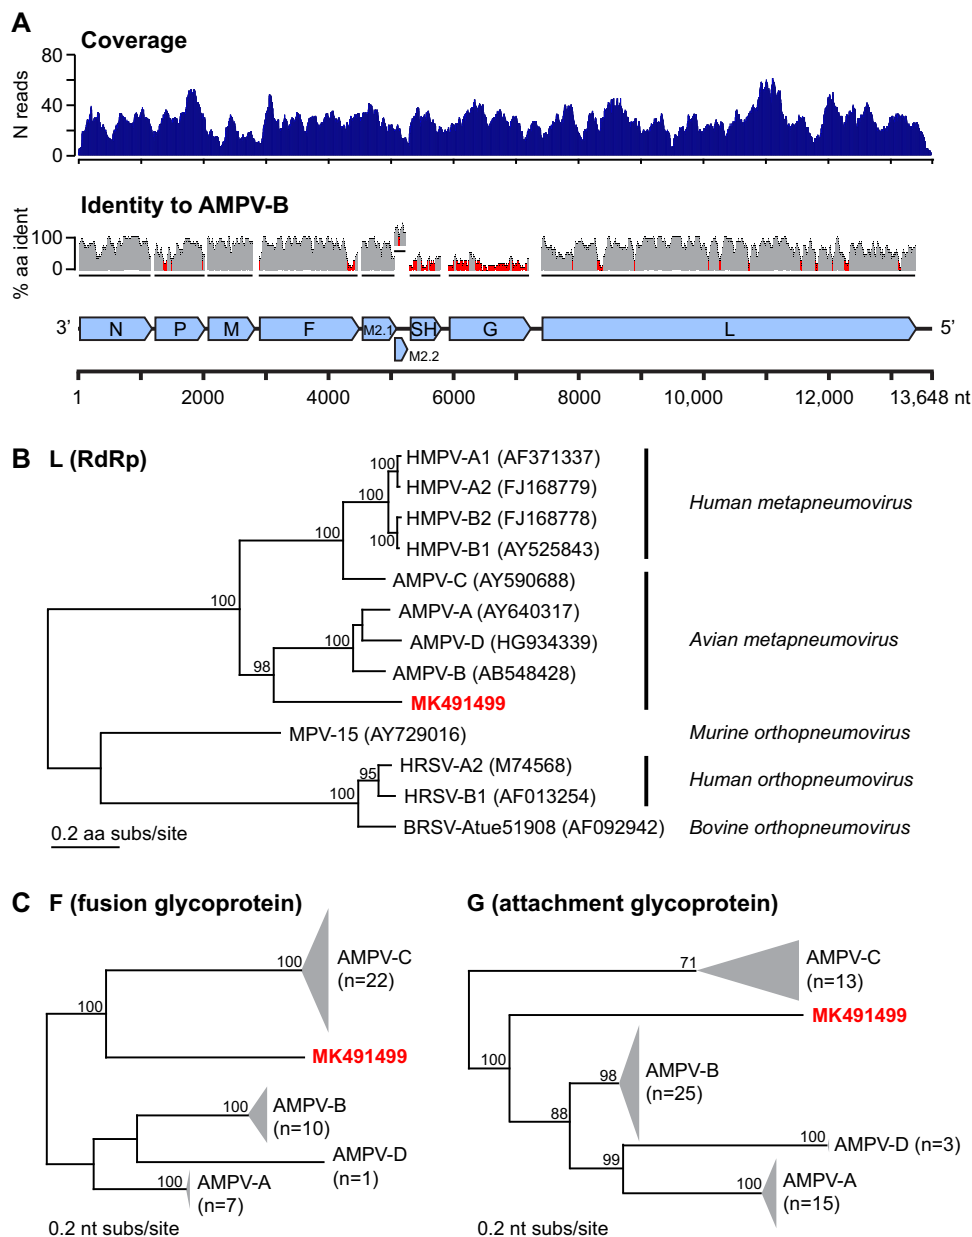 A
Coverage
N reads
80
40
0
Identity to AMPV-B
% aa ident
100
0
3’ N P M F M2.1 SH G L 5’
M2.2
1 2000 4000 6000 8000 10,000 12,000 13,648 nt
B L (RdRp)
100 HMPV-A1 (AF371337)
HMPV-A2 (FJ168779)
100
Human metapneumovirus
HMPV-B2 (FJ168778)
100
100 HMPV-B1 (AY525843)
AMPV-C (AY590688)
100
AMPV-A (AY640317)
100 AMPV-D (HG934339)
Avian metapneumovirus
98 AMPV-B (AB548428)
MK491499
MPV-15 (AY729016)
Murine orthopneumovirus
HRSV-A2 (M74568)
95
Human orthopneumovirus
100 HRSV-B1 (AF013254)
BRSV-Atue51908 (AF092942)
Bovine orthopneumovirus
0.2 aa subs/site
C F (fusion glycoprotein)
100 AMPV-C
(n=22)
100
MK491499
100 AMPV-B
(n=10)
AMPV-D
(n=1)
100 AMPV-A
(n=7)
0.2 nt subs/site
G (attachment glycoprotein)
71 AMPV-C
(n=13)
MK491499
100
98 AMPV-B
(n=25)
88
100 AMPV-D (n=3)
99
100 AMPV-A
(n=15)
0.2 nt subs/site